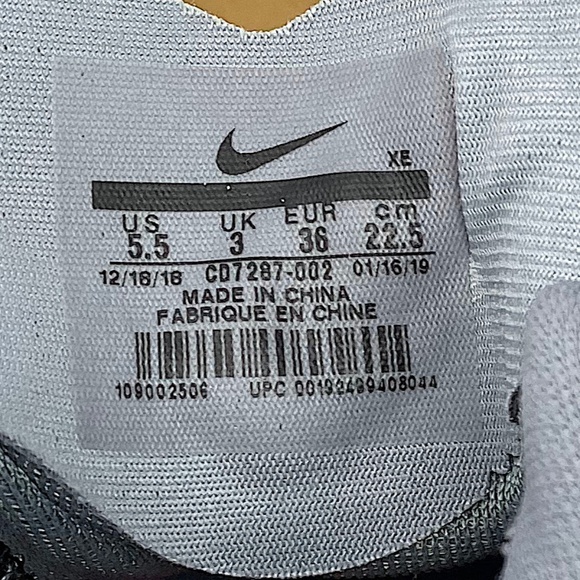 XE
US UK EUR cm
5.5 3 36 22.5
12/18/18 CD7287-002 01/16/19
MADE IN CHINA
FABRIQUE EN CHINE
109002506 UPC 00193499408044